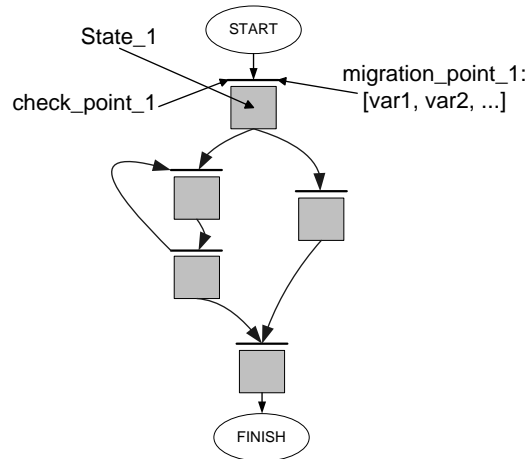 START
State_1
migration_point_1:
check_point_1
[var1, var2, ...]
FINISH